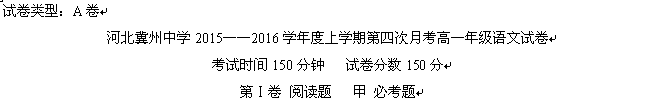 试卷类型：A 卷
河北冀州中学 2015——2016 学年度上学期第四次月考高一年级语文试卷
考试时间 150 分钟 试卷分数 150 分
第 I 卷 阅读题 甲 必考题